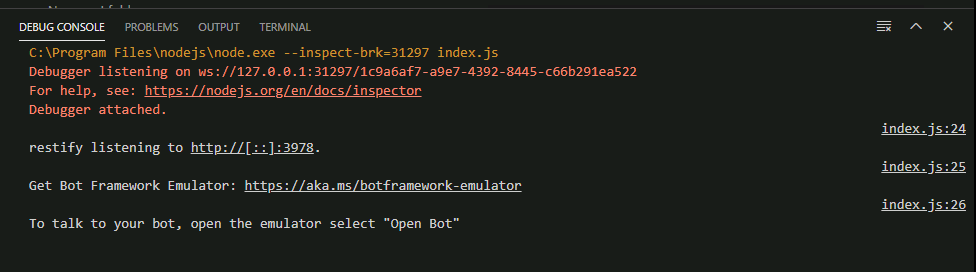 DEBUG CONSOLE PROBLEMS OUTPUT TERMINAL
C:\Program Files\nodejs\node.exe --inspect-brk=31297 index.js
Debugger listening on ws://127.0.0.1:31297/1c9a6af7-a9e7-4392-8445-c66b291ea522
For help, see: https://nodejs.org/en/docs/inspector
Debugger attached.
index.js:24
restify listening to http://[::]:3978.
index.js:25
Get Bot Framework Emulator: https://aka.ms/botframework-emulator
index.js:26
To talk to your bot, open the emulator select "Open Bot"